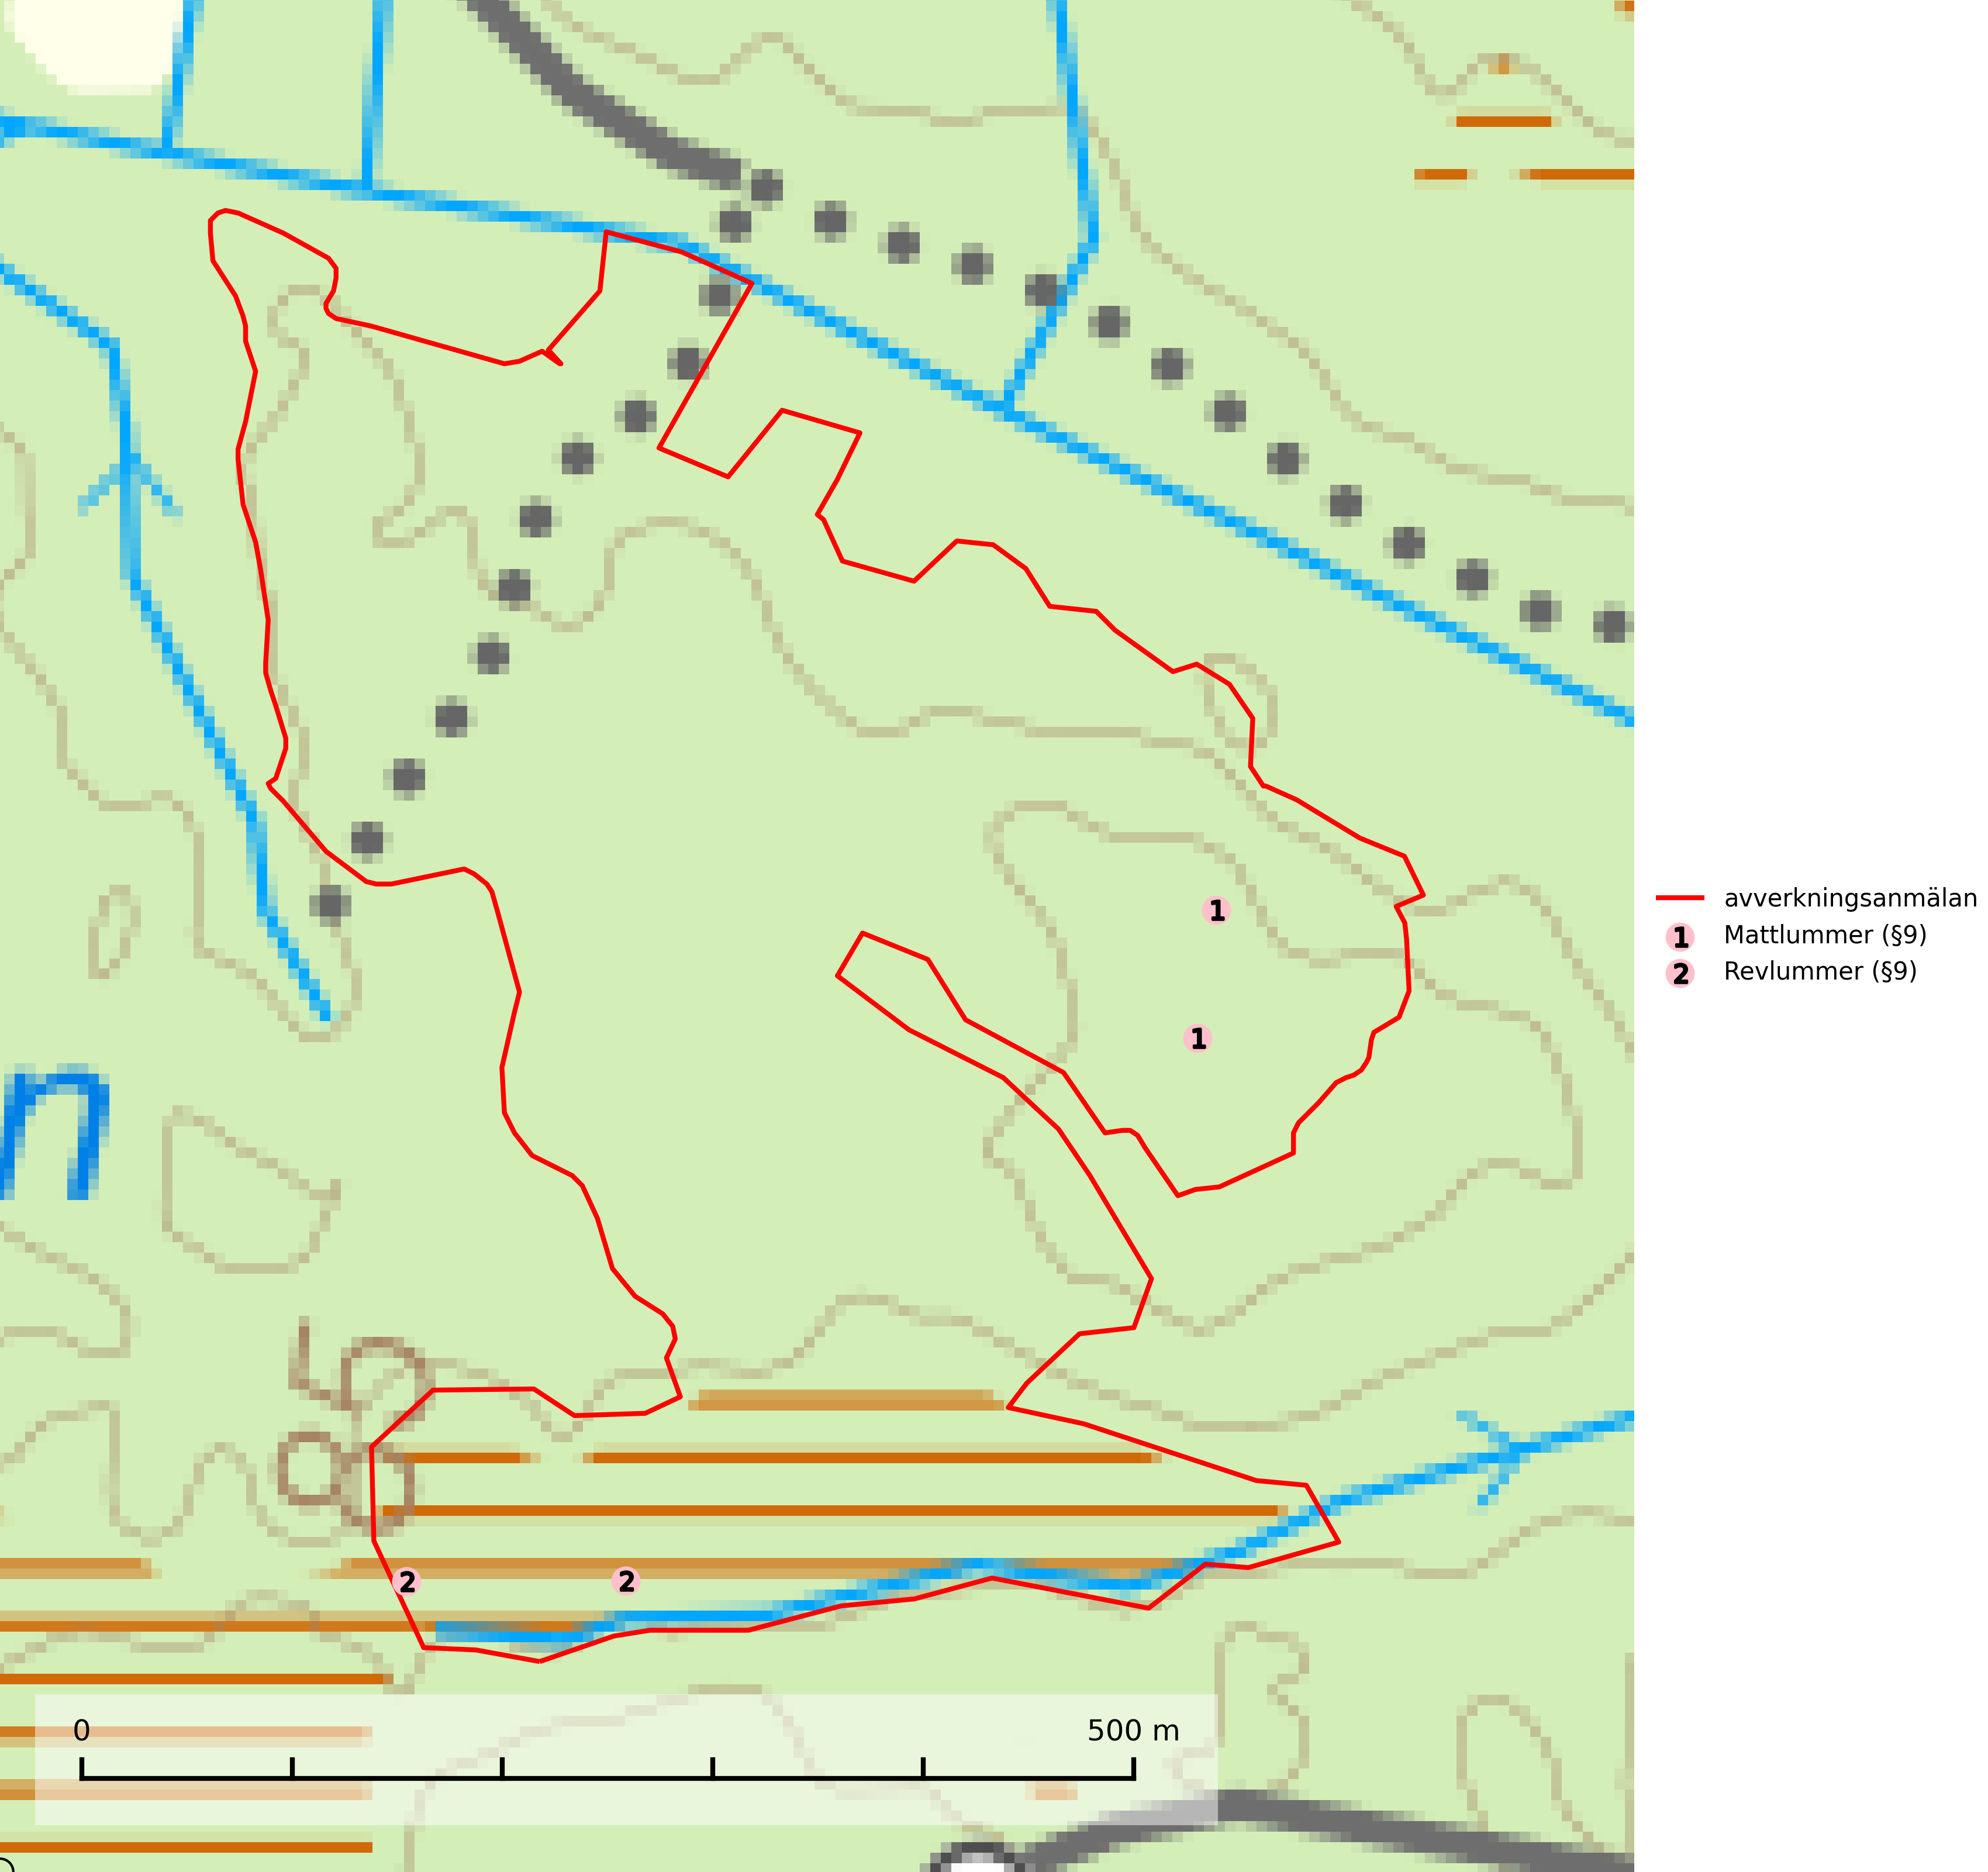 avverkningsanmälan
1 Mattlummer (§9)
2 Revlummer (§9)
1
1
2 2
0 500 m